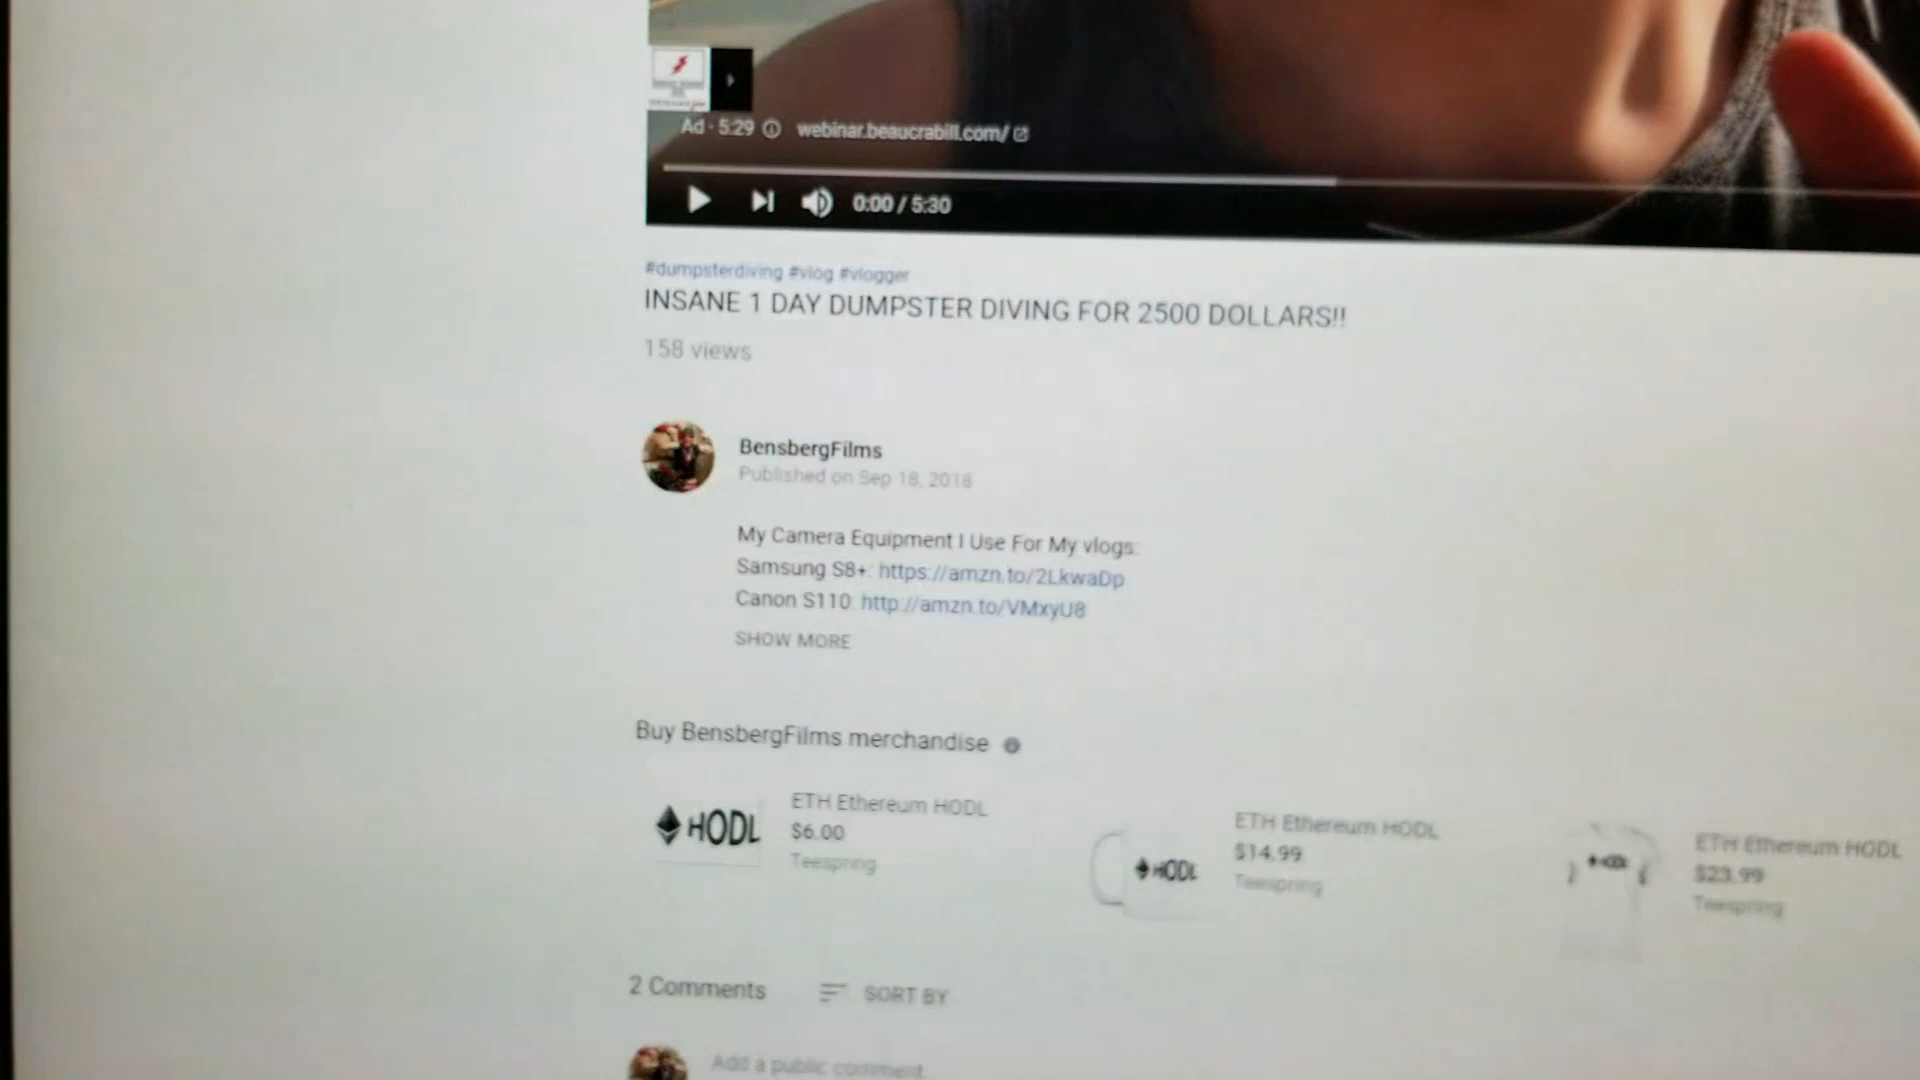 Ad · 5:29 webinar.beaucrabill.com/
0:00 / 5:30
#dumpsterdiving #vlog #vlogger
INSANE 1 DAY DUMPSTER DIVING FOR 2500 DOLLARS!!
158 views
BensbergFilms
Published on Sep 18, 2018
My Camera Equipment I Use For My vlogs:
Samsung S8+: https://amzn.to/2LkwaDp
Canon S110: http://amzn.to/VMxyU8
SHOW MORE
Buy BensbergFilms merchandise
HODL
ETH Ethereum HODL
$6.00
Teespring
HODL
ETH Ethereum HODL
$14.99
Teespring
HODL
ETH Ethereum HODL
$23.99
Teespring
2 Comments SORT BY
Add a public comment